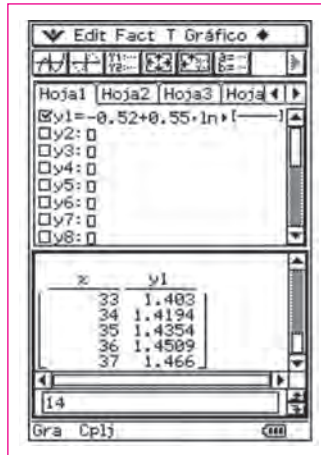 Edit Fact T Gráfico
Y1:--- Y2:---
Hoja1 Hoja2 Hoja3 Hoja
y1=-0.52+0.55·ln
y2:
y3:
y4:
y5:
y6:
y7:
y8:
x y1
33 1.403
34 1.4194
35 1.4354
36 1.4509
37 1.466
14
Gra Cplj